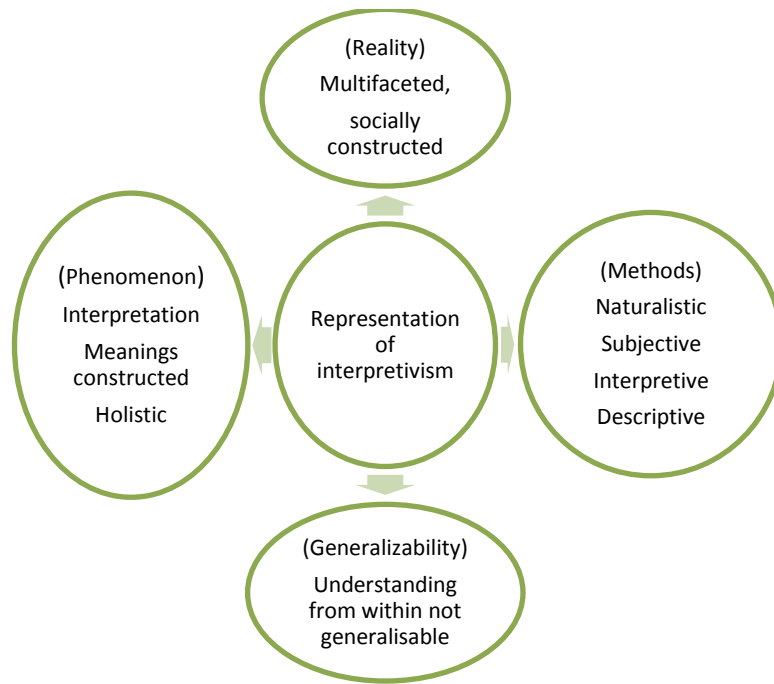 (Reality)
Multifaceted,
socially
constructed
(Phenomenon)
Interpretation
Meanings
constructed
Holistic
Representation
of
interpretivism
(Methods)
Naturalistic
Subjective
Interpretive
Descriptive
(Generalizability)
Understanding
from within not
generalisable